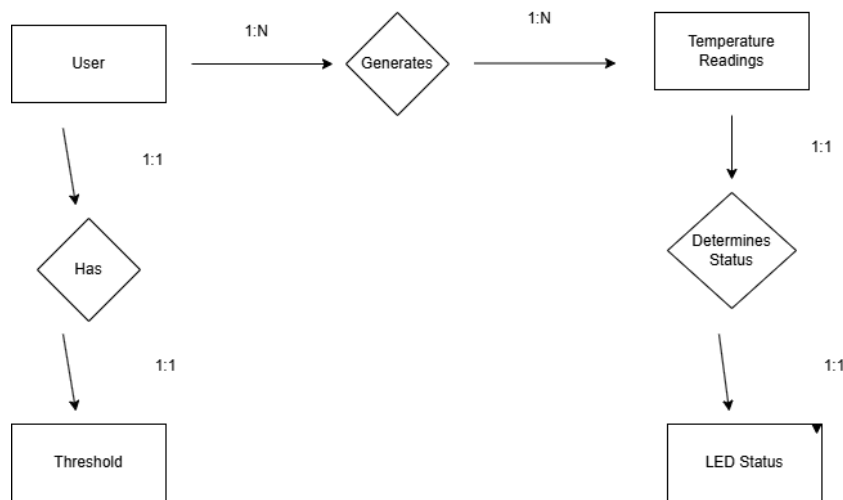 1:N
1:N
User
Generates
Temperature
Readings
1:1
1:1
Has
Determines
Status
1:1
1:1
Threshold
LED Status